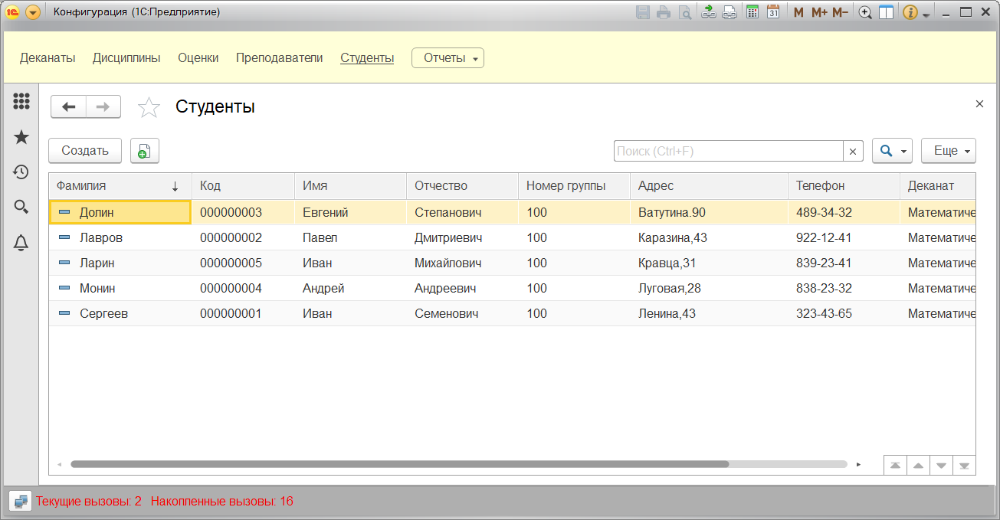 1С Конфигурация (1С:Предприятие) 31 M M+ M−
Деканаты Дисциплины Оценки Преподаватели Студенты Отчеты
Студенты
Создать Поиск (Ctrl+F) Еще
Фамилия Код Имя Отчество Номер группы Адрес Телефон Деканат
Долин 000000003 Евгений Степанович 100 Ватутина.90 489-34-32 Математиче
Лавров 000000002 Павел Дмитриевич 100 Каразина,43 922-12-41 Математиче
Ларин 000000005 Иван Михайлович 100 Кравца,31 839-23-41 Математиче
Монин 000000004 Андрей Андреевич 100 Луговая,28 838-23-32 Математиче
Сергеев 000000001 Иван Семенович 100 Ленина,43 323-43-65 Математиче
Текущие вызовы: 2 Накопленные вызовы: 16